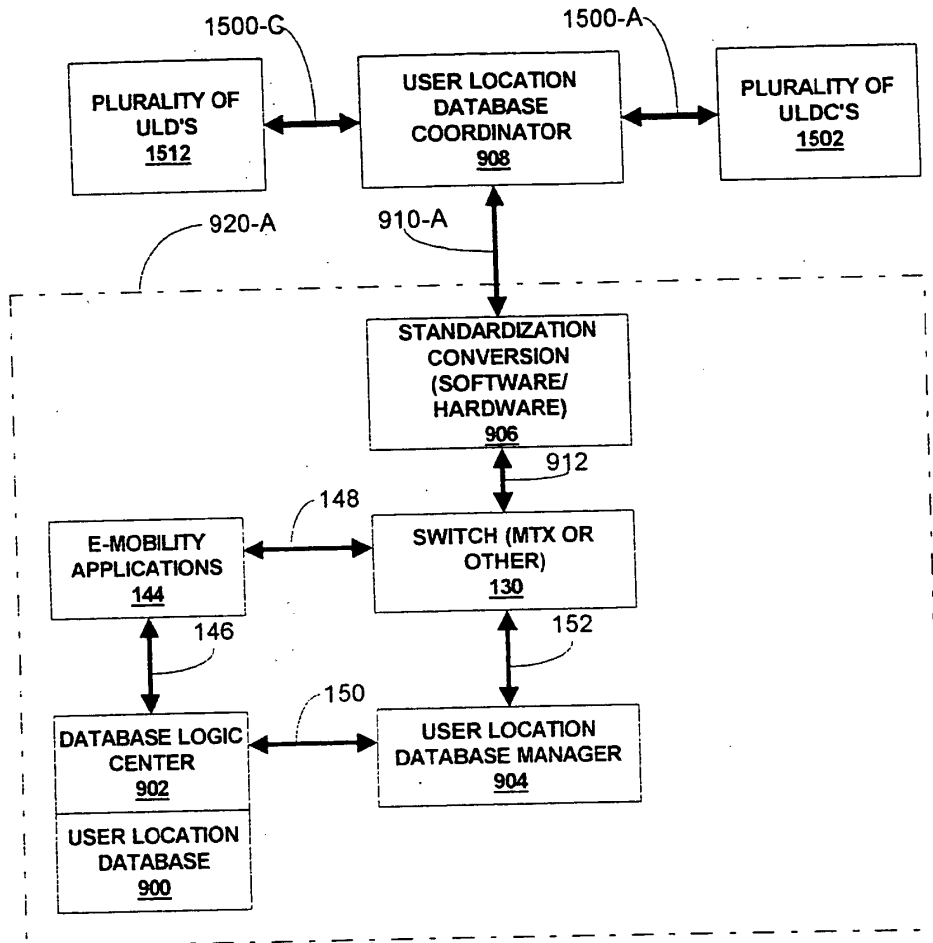 1500-C
1500-A
PLURALITY OF
ULD'S
1512
USER LOCATION
DATABASE
COORDINATOR
908
PLURALITY OF
ULDC'S
1502
920-A
910-A
STANDARDIZATION
CONVERSION
(SOFTWARE/
HARDWARE)
906
912
148
E-MOBILITY
APPLICATIONS
144
SWITCH (MTX OR
OTHER)
130
146
152
150
DATABASE LOGIC
CENTER
902
USER LOCATION
DATABASE MANAGER
904
USER LOCATION
DATABASE
900